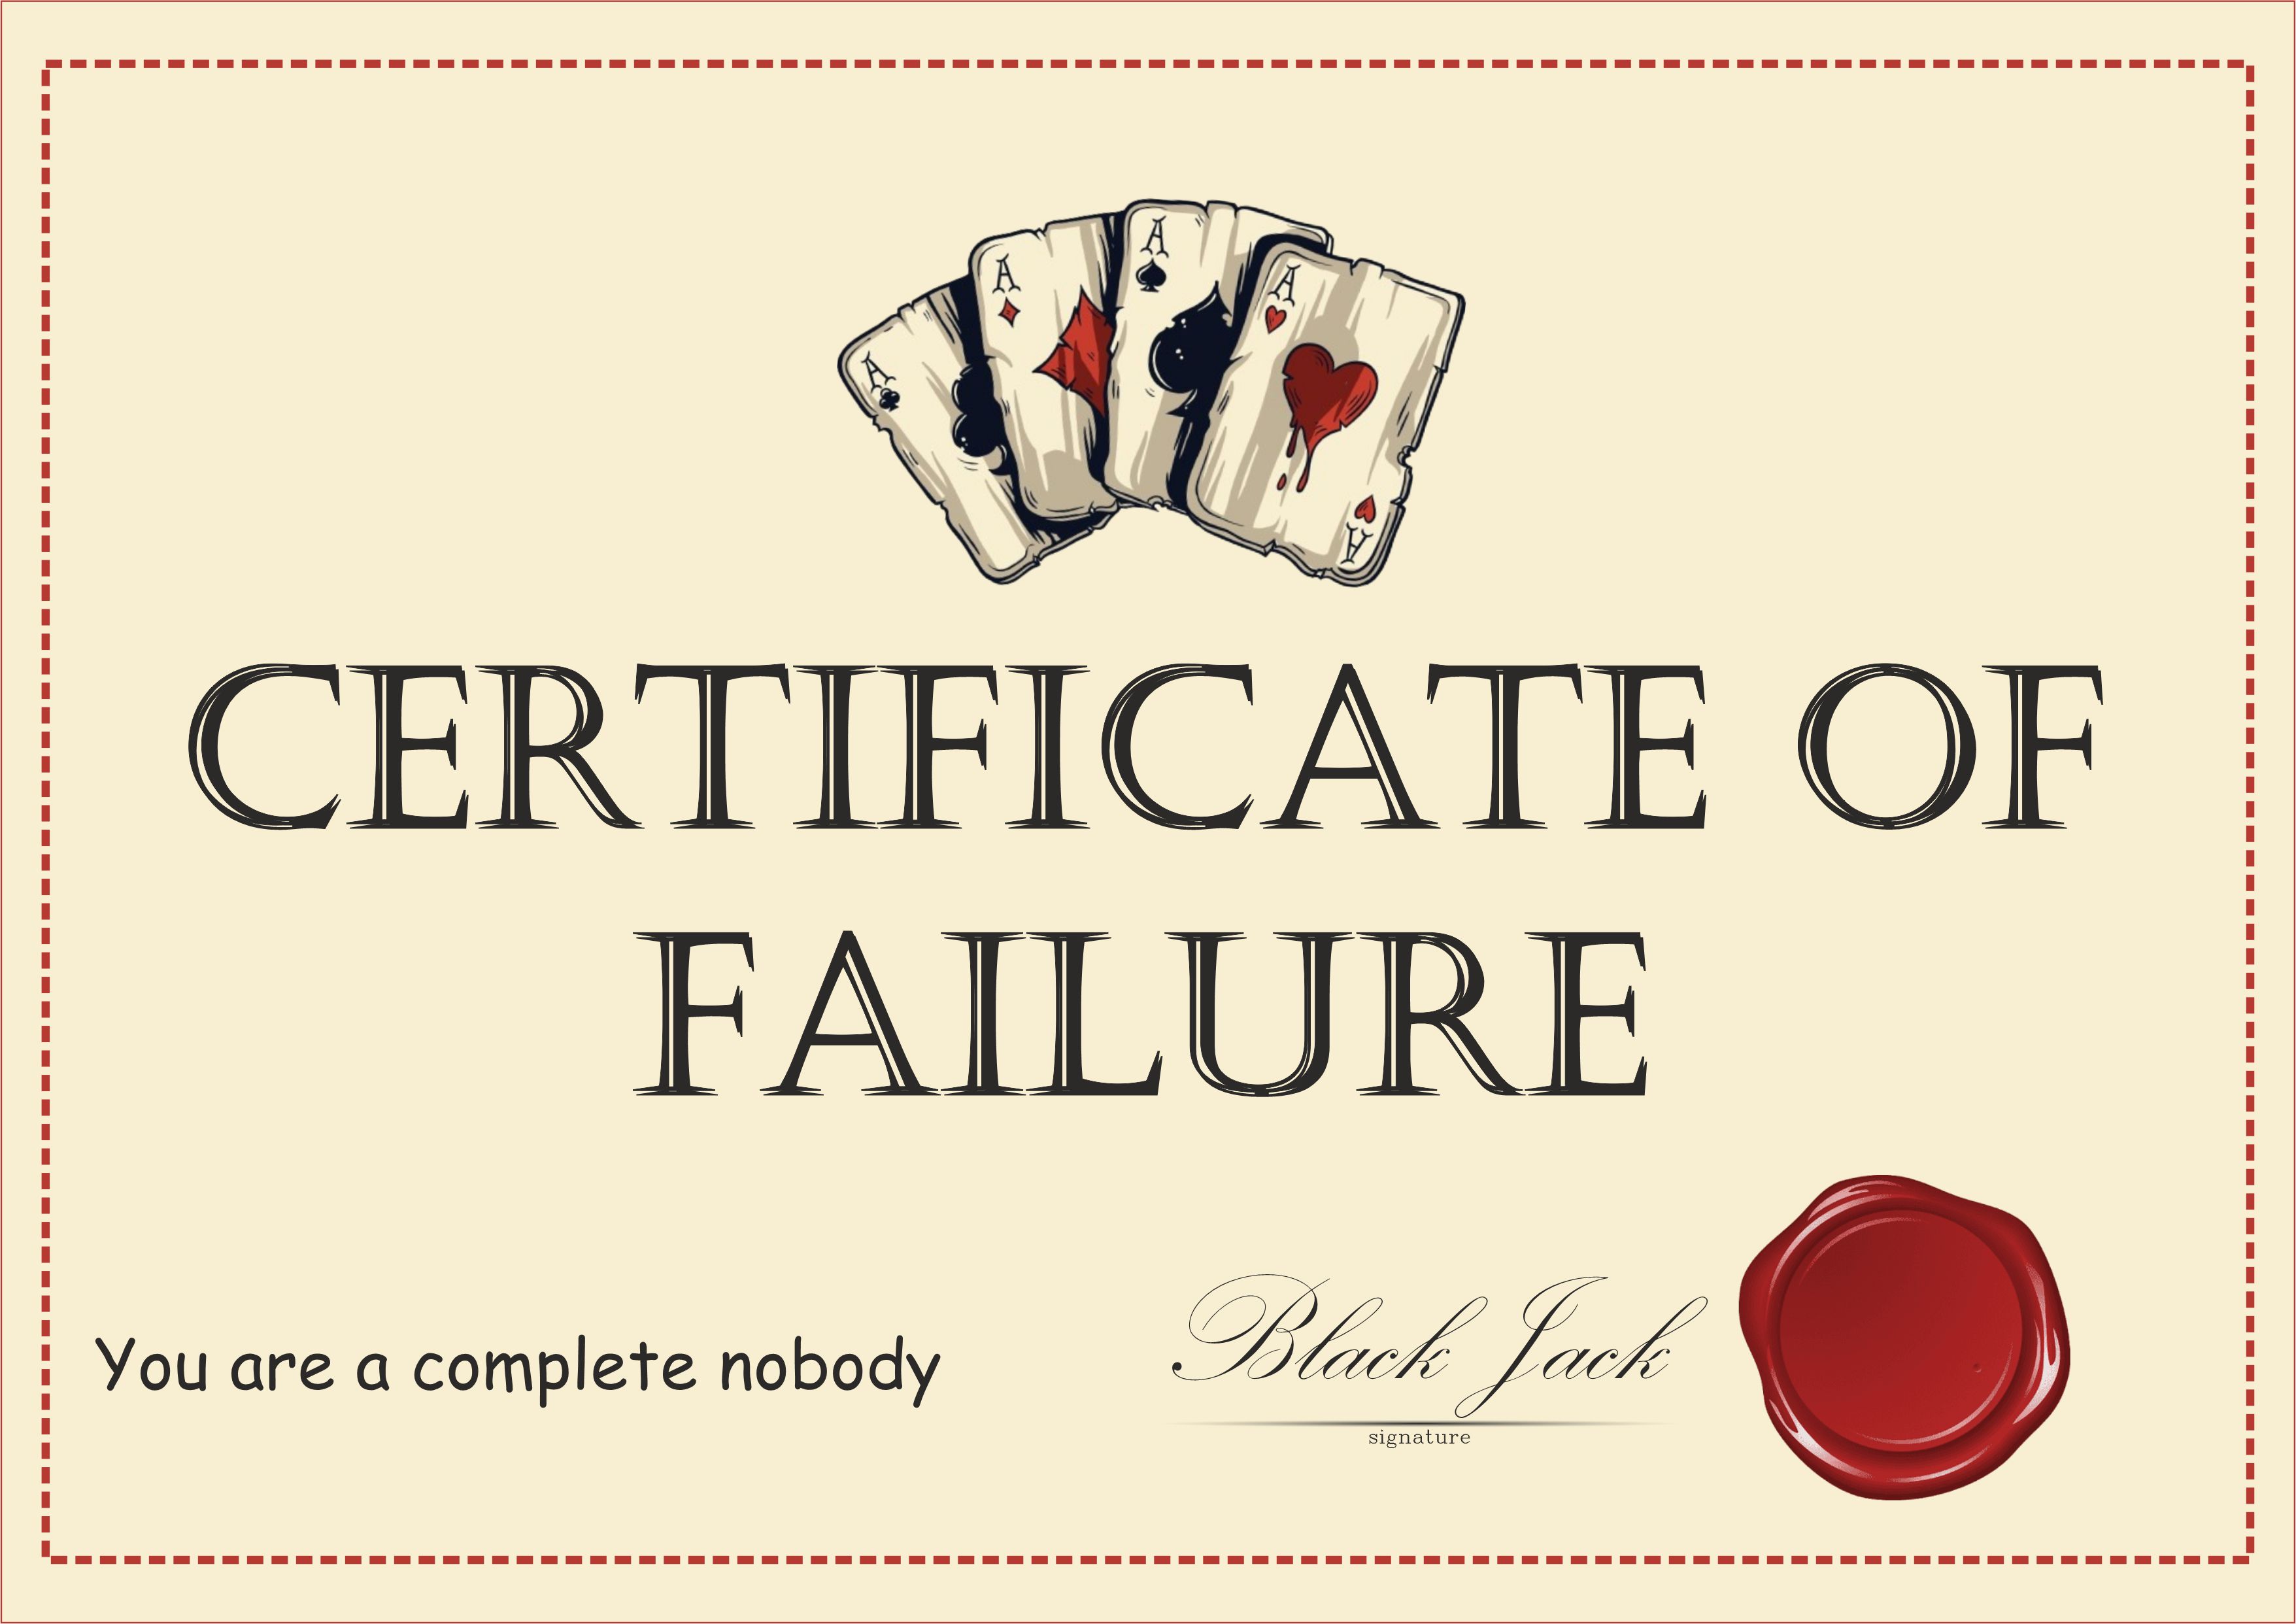 A
A
A
A
A
CERTIFICATE OF
FAILURE
You are a complete nobody
Black Jack
signature